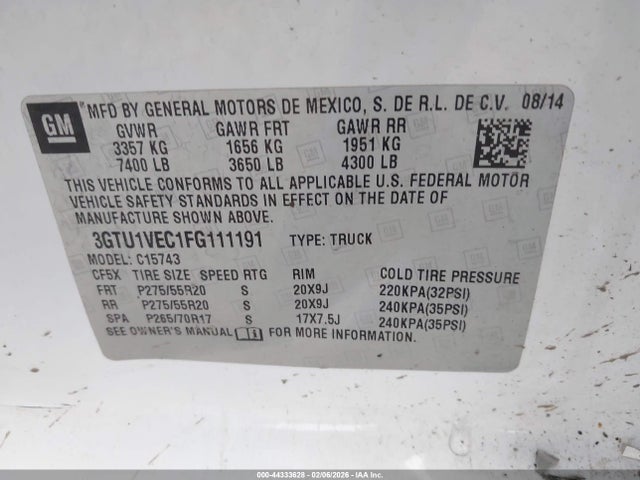 GM
MFD BY GENERAL MOTORS DE MEXICO, S. DE R.L. DE C.V. 08/14
GVWR GAWR FRT GAWR RR
3357 KG 1656 KG 1951 KG
7400 LB 3650 LB 4300 LB
THIS VEHICLE CONFORMS TO ALL APPLICABLE U.S. FEDERAL MOTOR
VEHICLE SAFETY STANDARDS IN EFFECT ON THE DATE OF
MANUFACTURE SHOWN ABOVE.
3GTU1VEC1FG111191 TYPE: TRUCK
MODEL: C15743
CF5X TIRE SIZE SPEED RTG RIM COLD TIRE PRESSURE
FRT P275/55R20 S 20X9J 220KPA(32PSI)
RR P275/55R20 S 20X9J 240KPA(35PSI)
SPA P265/70R17 S 17X7.5J 240KPA(35PSI)
SEE OWNER'S MANUAL FOR MORE INFORMATION.
000-44333628 - 02/06/2026 - IAA Inc.